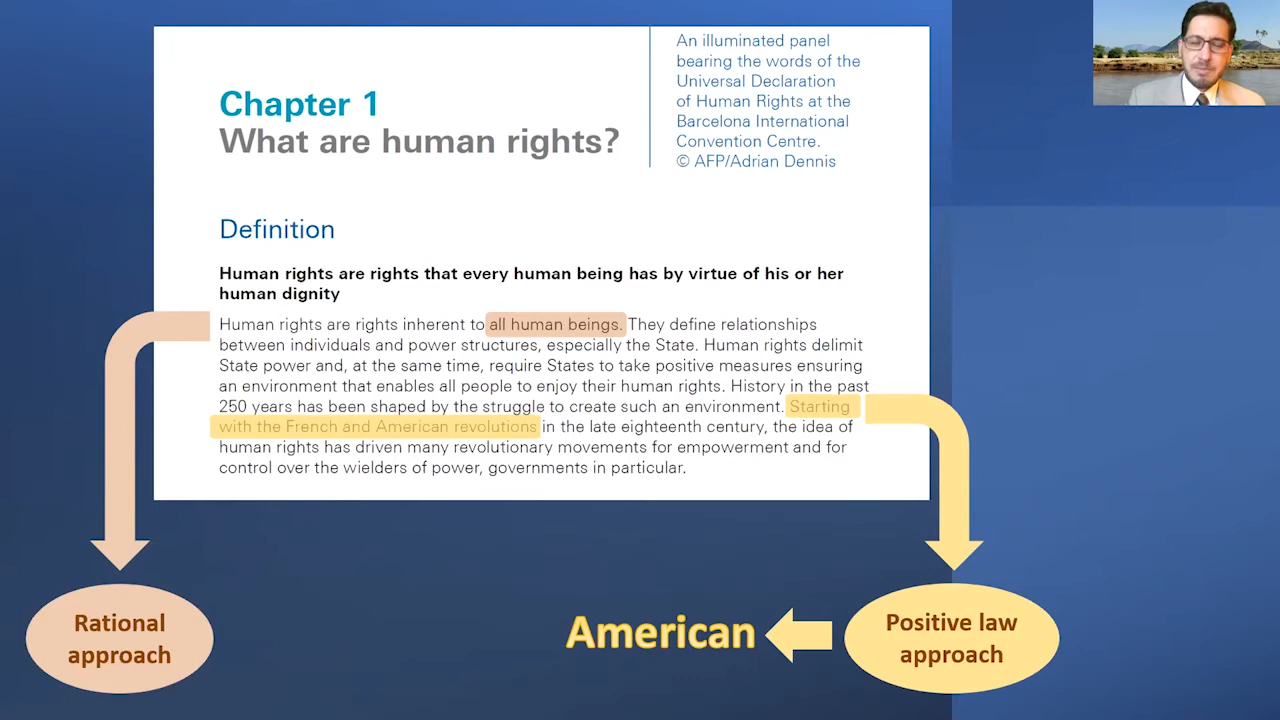 Chapter 1
What are human rights?
An illuminated panel
bearing the words of the
Universal Declaration
of Human Rights at the
Barcelona International
Convention Centre.
© AFP/Adrian Dennis
Definition
Human rights are rights that every human being has by virtue of his or her
human dignity
Human rights are rights inherent to all human beings. They define relationships
between individuals and power structures, especially the State. Human rights delimit
State power and, at the same time, require States to take positive measures ensuring
an environment that enables all people to enjoy their human rights. History in the past
250 years has been shaped by the struggle to create such an environment. Starting
with the French and American revolutions in the late eighteenth century, the idea of
human rights has driven many revolutionary movements for empowerment and for
control over the wielders of power, governments in particular.
Rational
approach
American
Positive law
approach